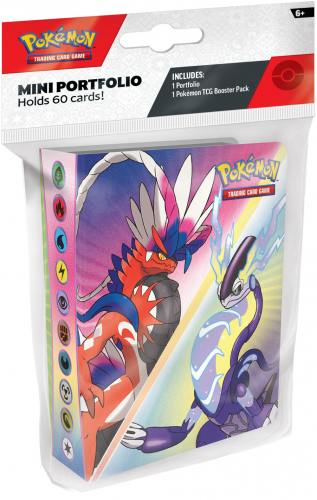 POKéMON
TRADING CARD GAME
6+
MINI PORTFOLIO
Holds 60 cards!
INCLUDES:
1 Portfolio
1 Pokémon TCG Booster Pack
POKéMON
TRADING CARD GAME